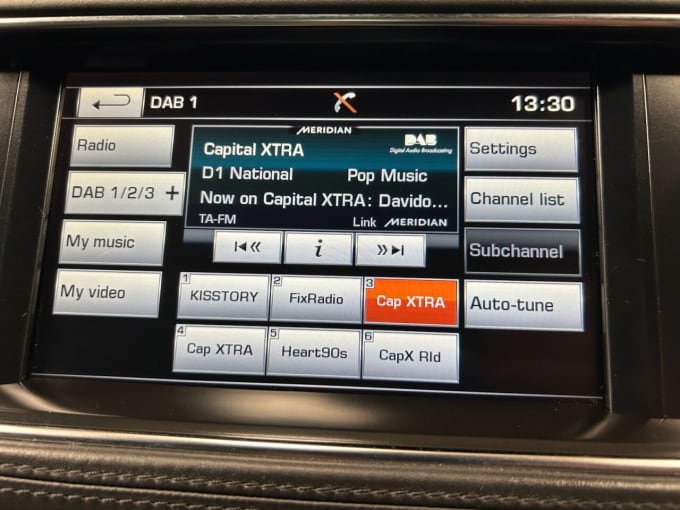 DAB 1
13:30
Radio
DAB 1/2/3 +
My music
My video
MERIDIAN
Capital XTRA
DAB
Digital Audio Broadcasting
D1 National Pop Music
Now on Capital XTRA: Davido...
TA-FM Link MERIDIAN
i
Settings
Channel list
Subchannel
Auto-tune
1 KISSTORY
2 FixRadio
3 Cap XTRA
4 Cap XTRA
5 Heart90s
6 CapX Rld